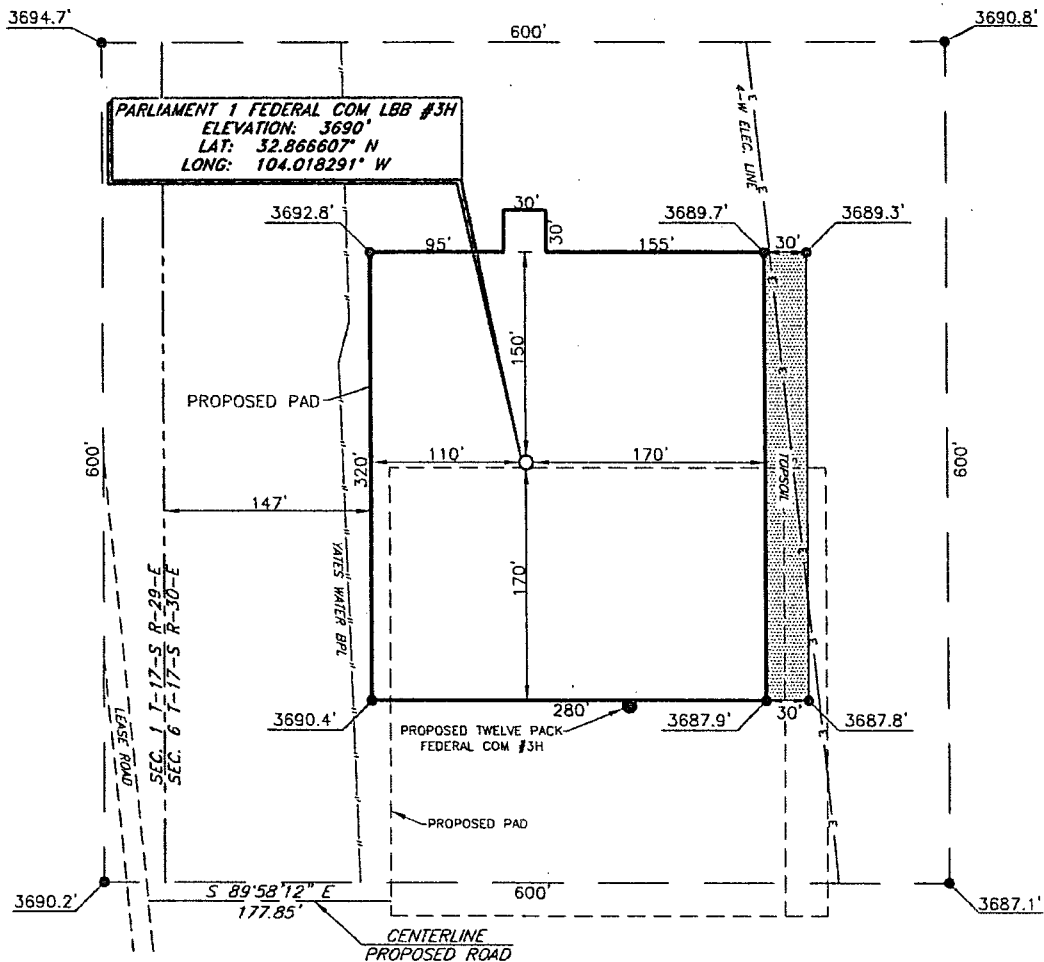 3694.7'
600'
3690.8'
PARLIAMENT 1 FEDERAL COM LBB #3H
ELEVATION: 3690'
LAT: 32.866607° N
LONG: 104.018291° W
E
4-W ELEC. LINE
E
E
3692.8'
30'
30'
3689.7'
3689.3'
95'
155'
30'
E
150'
E
PROPOSED PAD
600'
320'
110'
170'
600'
TOPSOIL
147'
E
YATES WATER BPL
SEC. 1 T-17-S R-29-E
SEC. 6 T-17-S R-30-E
170'
E
LEASE ROAD
3690.4'
280'
3687.9'
30'
3687.8'
PROPOSED TWELVE PACK
FEDERAL COM #3H
E
PROPOSED PAD
E
3690.2'
S 89°58'12" E
177.85'
600'
3687.1'
CENTERLINE
PROPOSED ROAD